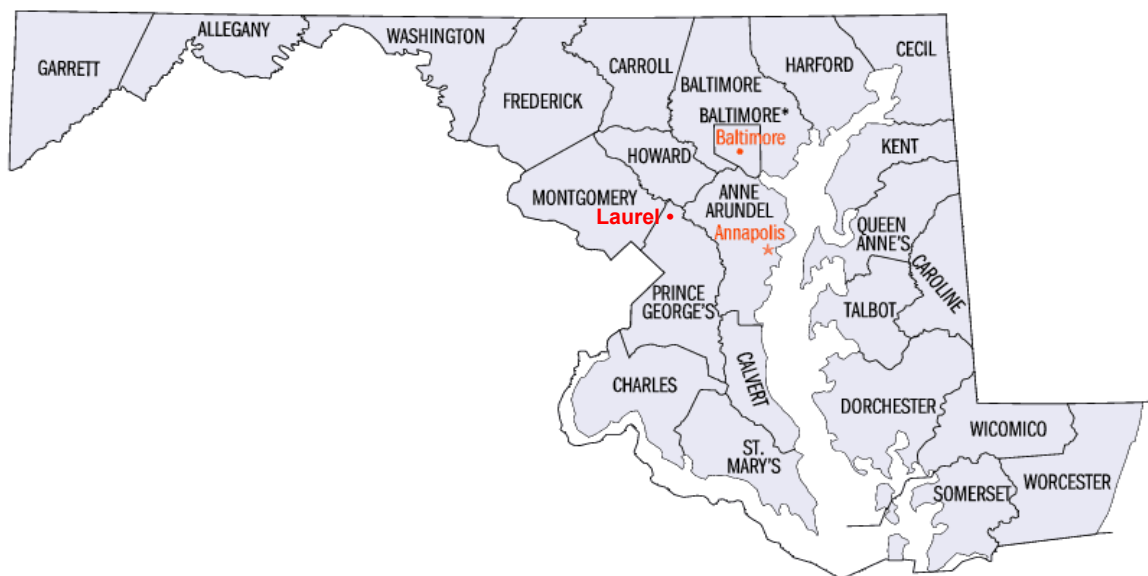 GARRETT
ALLEGANY
WASHINGTON
FREDERICK
CARROLL
BALTIMORE
HARFORD
CECIL
BALTIMORE*
Baltimore
HOWARD
KENT
MONTGOMERY
ANNE
ARUNDEL
Laurel
Annapolis
QUEEN
ANNE'S
CAROLINE
PRINCE
GEORGE'S
TALBOT
CHARLES
CALVERT
DORCHESTER
WICOMICO
ST.
MARY'S
SOMERSET
WORCESTER